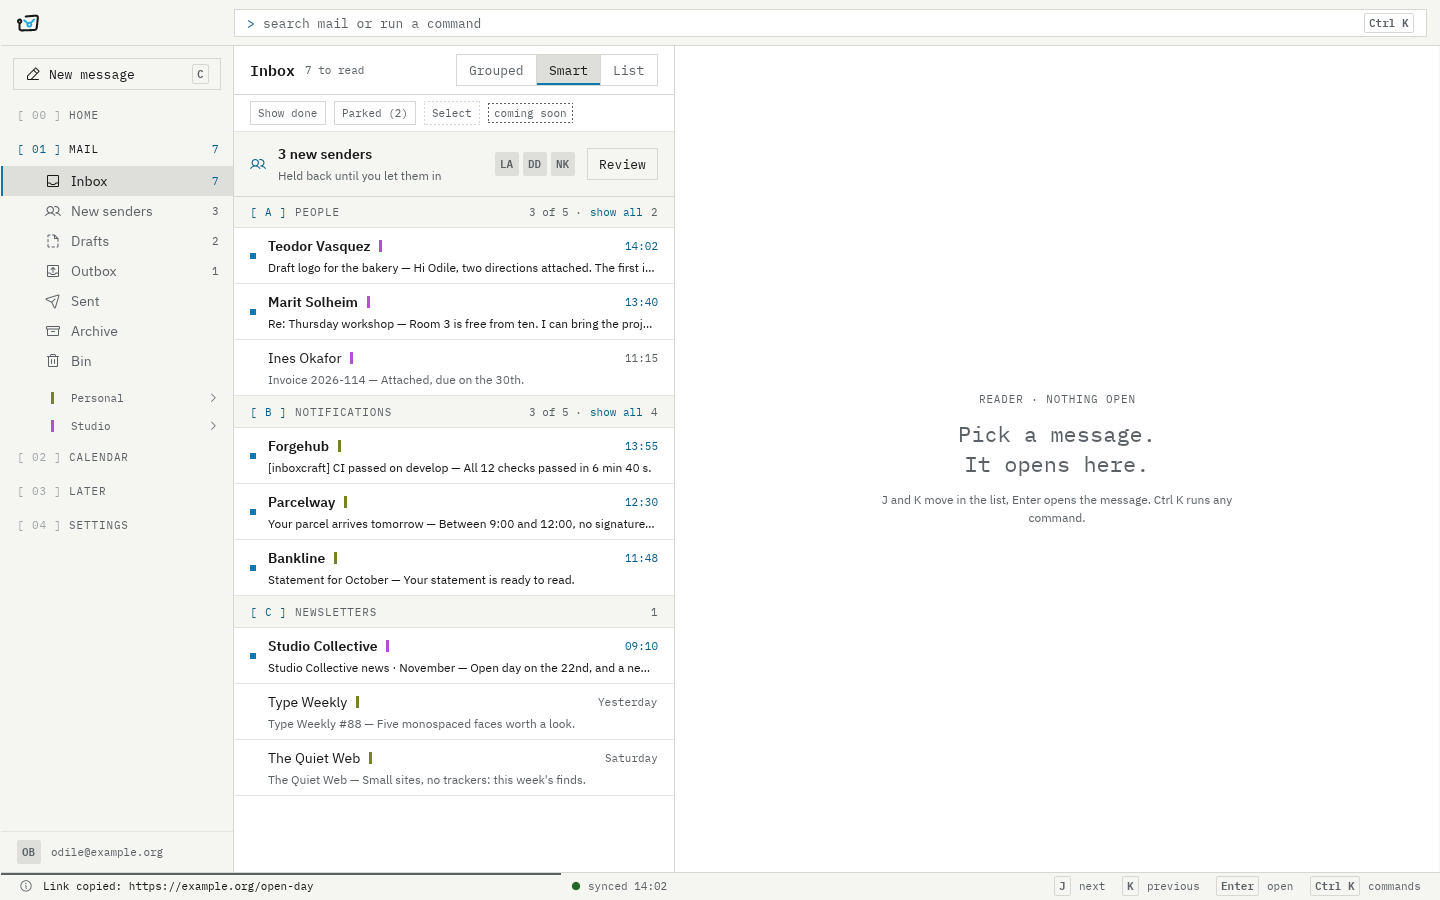 > search mail or run a command Ctrl K
New message C
[ 00 ] HOME
[ 01 ] MAIL 7
Inbox 7
New senders 3
Drafts 2
Outbox 1
Sent
Archive
Bin
Personal
Studio
[ 02 ] CALENDAR
[ 03 ] LATER
[ 04 ] SETTINGS
OB odile@example.org
Inbox 7 to read Grouped Smart List
Show done Parked (2) Select coming soon
3 new senders
Held back until you let them in
LA DD NK Review
[ A ] PEOPLE 3 of 5 · show all 2
Teodor Vasquez 14:02
Draft logo for the bakery — Hi Odile, two directions attached. The first i…
Marit Solheim 13:40
Re: Thursday workshop — Room 3 is free from ten. I can bring the proj…
Ines Okafor 11:15
Invoice 2026-114 — Attached, due on the 30th.
[ B ] NOTIFICATIONS 3 of 5 · show all 4
Forgehub 13:55
[inboxcraft] CI passed on develop — All 12 checks passed in 6 min 40 s.
Parcelway 12:30
Your parcel arrives tomorrow — Between 9:00 and 12:00, no signature…
Bankline 11:48
Statement for October — Your statement is ready to read.
[ C ] NEWSLETTERS 1
Studio Collective 09:10
Studio Collective news · November — Open day on the 22nd, and a ne…
Type Weekly Yesterday
Type Weekly #88 — Five monospaced faces worth a look.
The Quiet Web Saturday
The Quiet Web — Small sites, no trackers: this week's finds.
READER · NOTHING OPEN
Pick a message.
It opens here.
J and K move in the list, Enter opens the message. Ctrl K runs any
command.
Link copied: https://example.org/open-day synced 14:02 J next K previous Enter open Ctrl K commands